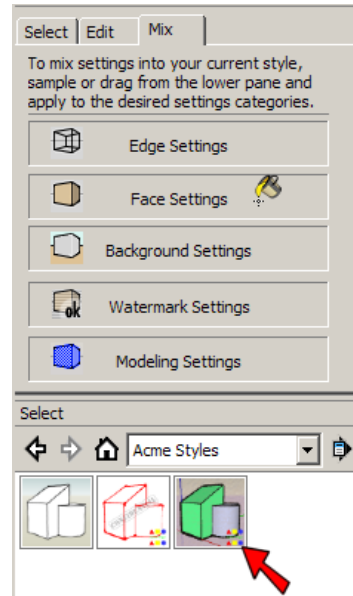 Select Edit Mix
To mix settings into your current style,
sample or drag from the lower pane and
apply to the desired settings categories.
Edge Settings
Face Settings
Background Settings
ok Watermark Settings
Modeling Settings
Select
Acme Styles